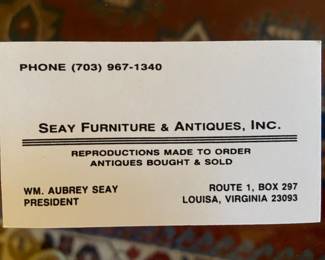 PHONE (703) 967-1340
SEAY FURNITURE & ANTIQUES, INC.
REPRODUCTIONS MADE TO ORDER
ANTIQUES BOUGHT & SOLD
WM. AUBREY SEAY
PRESIDENT
ROUTE 1, BOX 297
LOUISA, VIRGINIA 23093